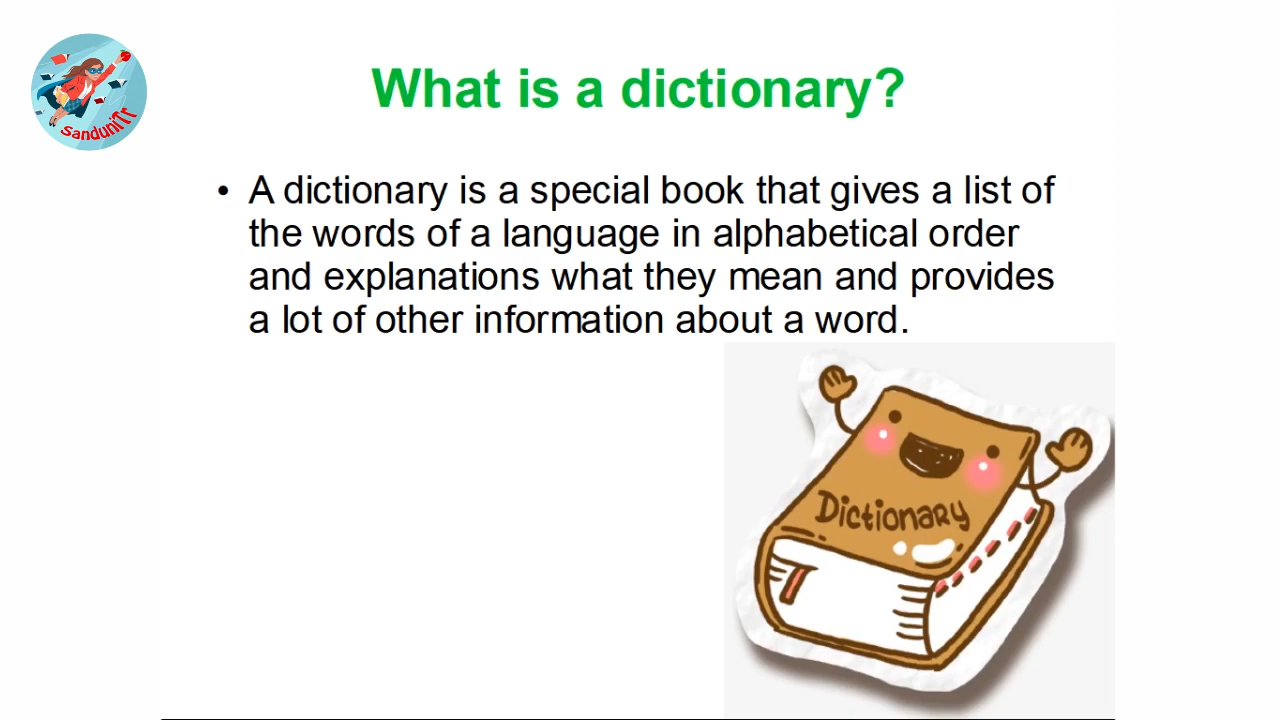 SanduniTr
What is a dictionary?
• A dictionary is a special book that gives a list of
the words of a language in alphabetical order
and explanations what they mean and provides
a lot of other information about a word.
Dictionary